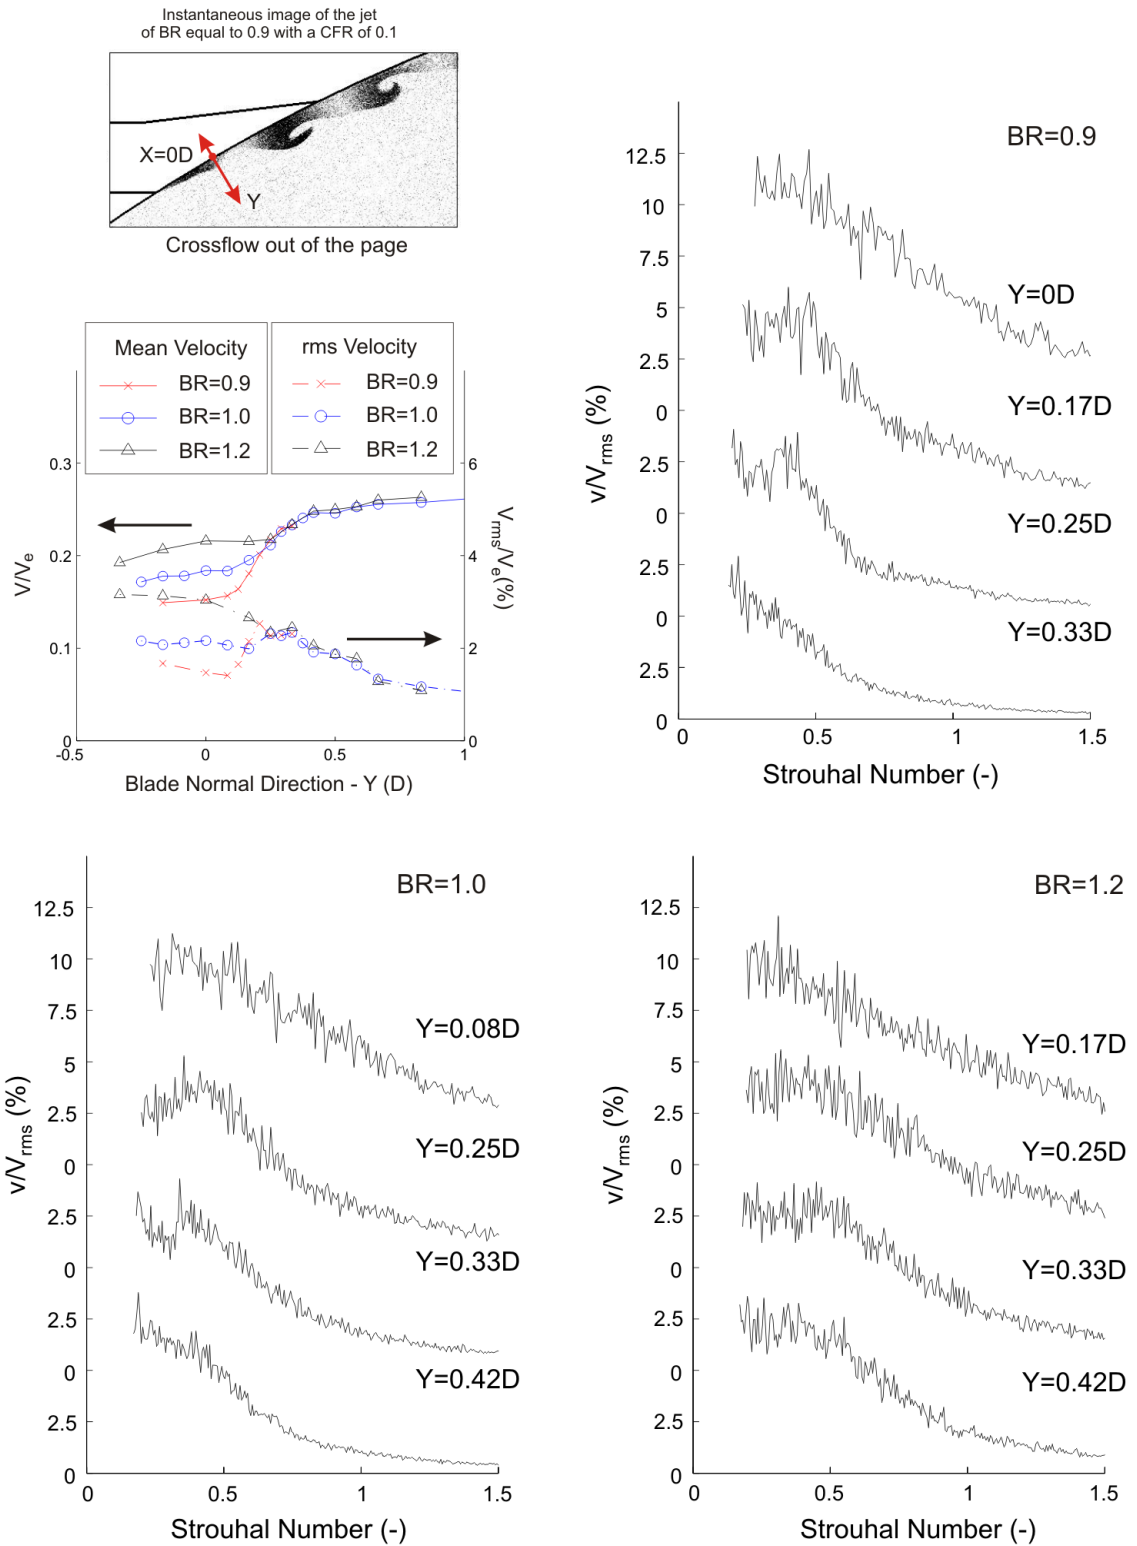 Instantaneous image of the jet
of BR equal to 0.9 with a CFR of 0.1
X=0D
Y
Crossflow out of the page
Mean Velocity
BR=0.9
BR=1.0
BR=1.2
rms Velocity
BR=0.9
BR=1.0
BR=1.2
0.3
0.2
0.1
0
V/Ve
6
4
2
0
Vrms/Ve(%)
-0.5
0
0.5
1
Blade Normal Direction - Y (D)
BR=0.9
12.5
10
7.5
5
2.5
0
2.5
0
2.5
0
2.5
0
v/Vrms (%)
Y=0D
Y=0.17D
Y=0.25D
Y=0.33D
0
0.5
1
1.5
Strouhal Number (-)
BR=1.0
12.5
10
7.5
5
2.5
0
2.5
0
2.5
0
2.5
0
v/Vrms (%)
Y=0.08D
Y=0.25D
Y=0.33D
Y=0.42D
0
0.5
1
1.5
Strouhal Number (-)
BR=1.2
12.5
10
7.5
5
2.5
0
2.5
0
2.5
0
2.5
0
v/Vrms (%)
Y=0.17D
Y=0.25D
Y=0.33D
Y=0.42D
0
0.5
1
1.5
Strouhal Number (-)